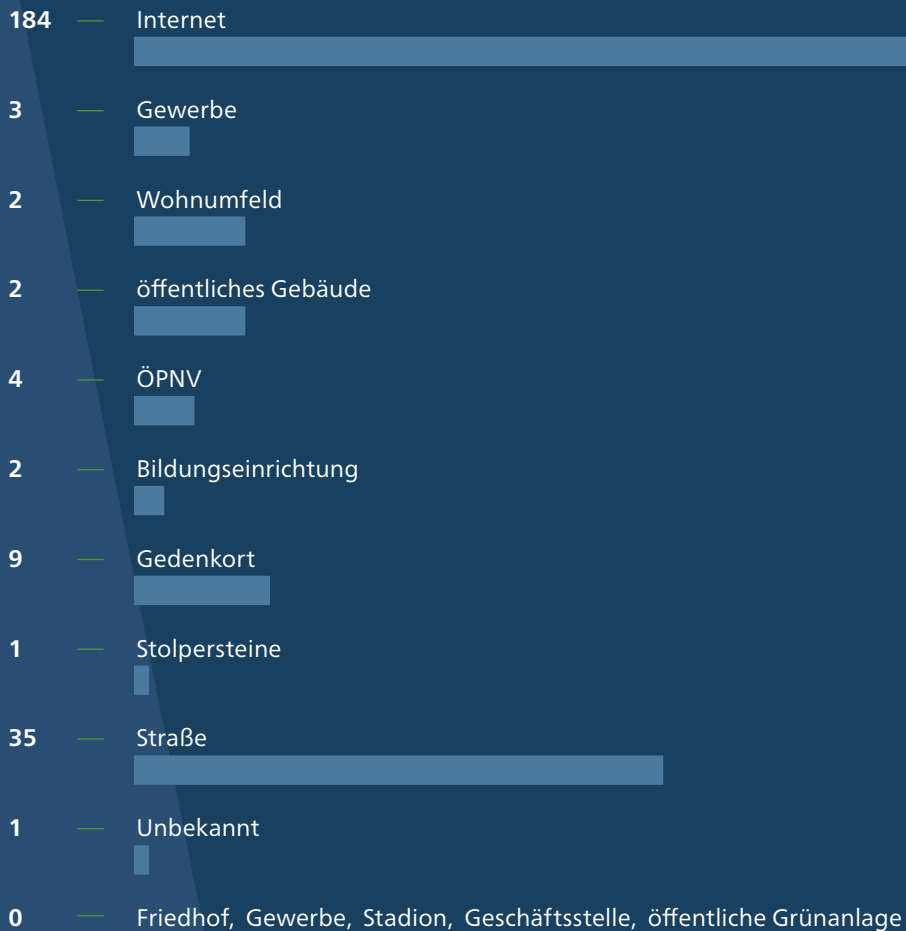 184 — Internet
3 — Gewerbe
2 — Wohnumfeld
2 — öffentliches Gebäude
4 — ÖPNV
2 — Bildungseinrichtung
9 — Gedenkort
1 — Stolpersteine
35 — Straße
1 — Unbekannt
0 — Friedhof, Gewerbe, Stadion, Geschäftsstelle, öffentliche Grünanlage